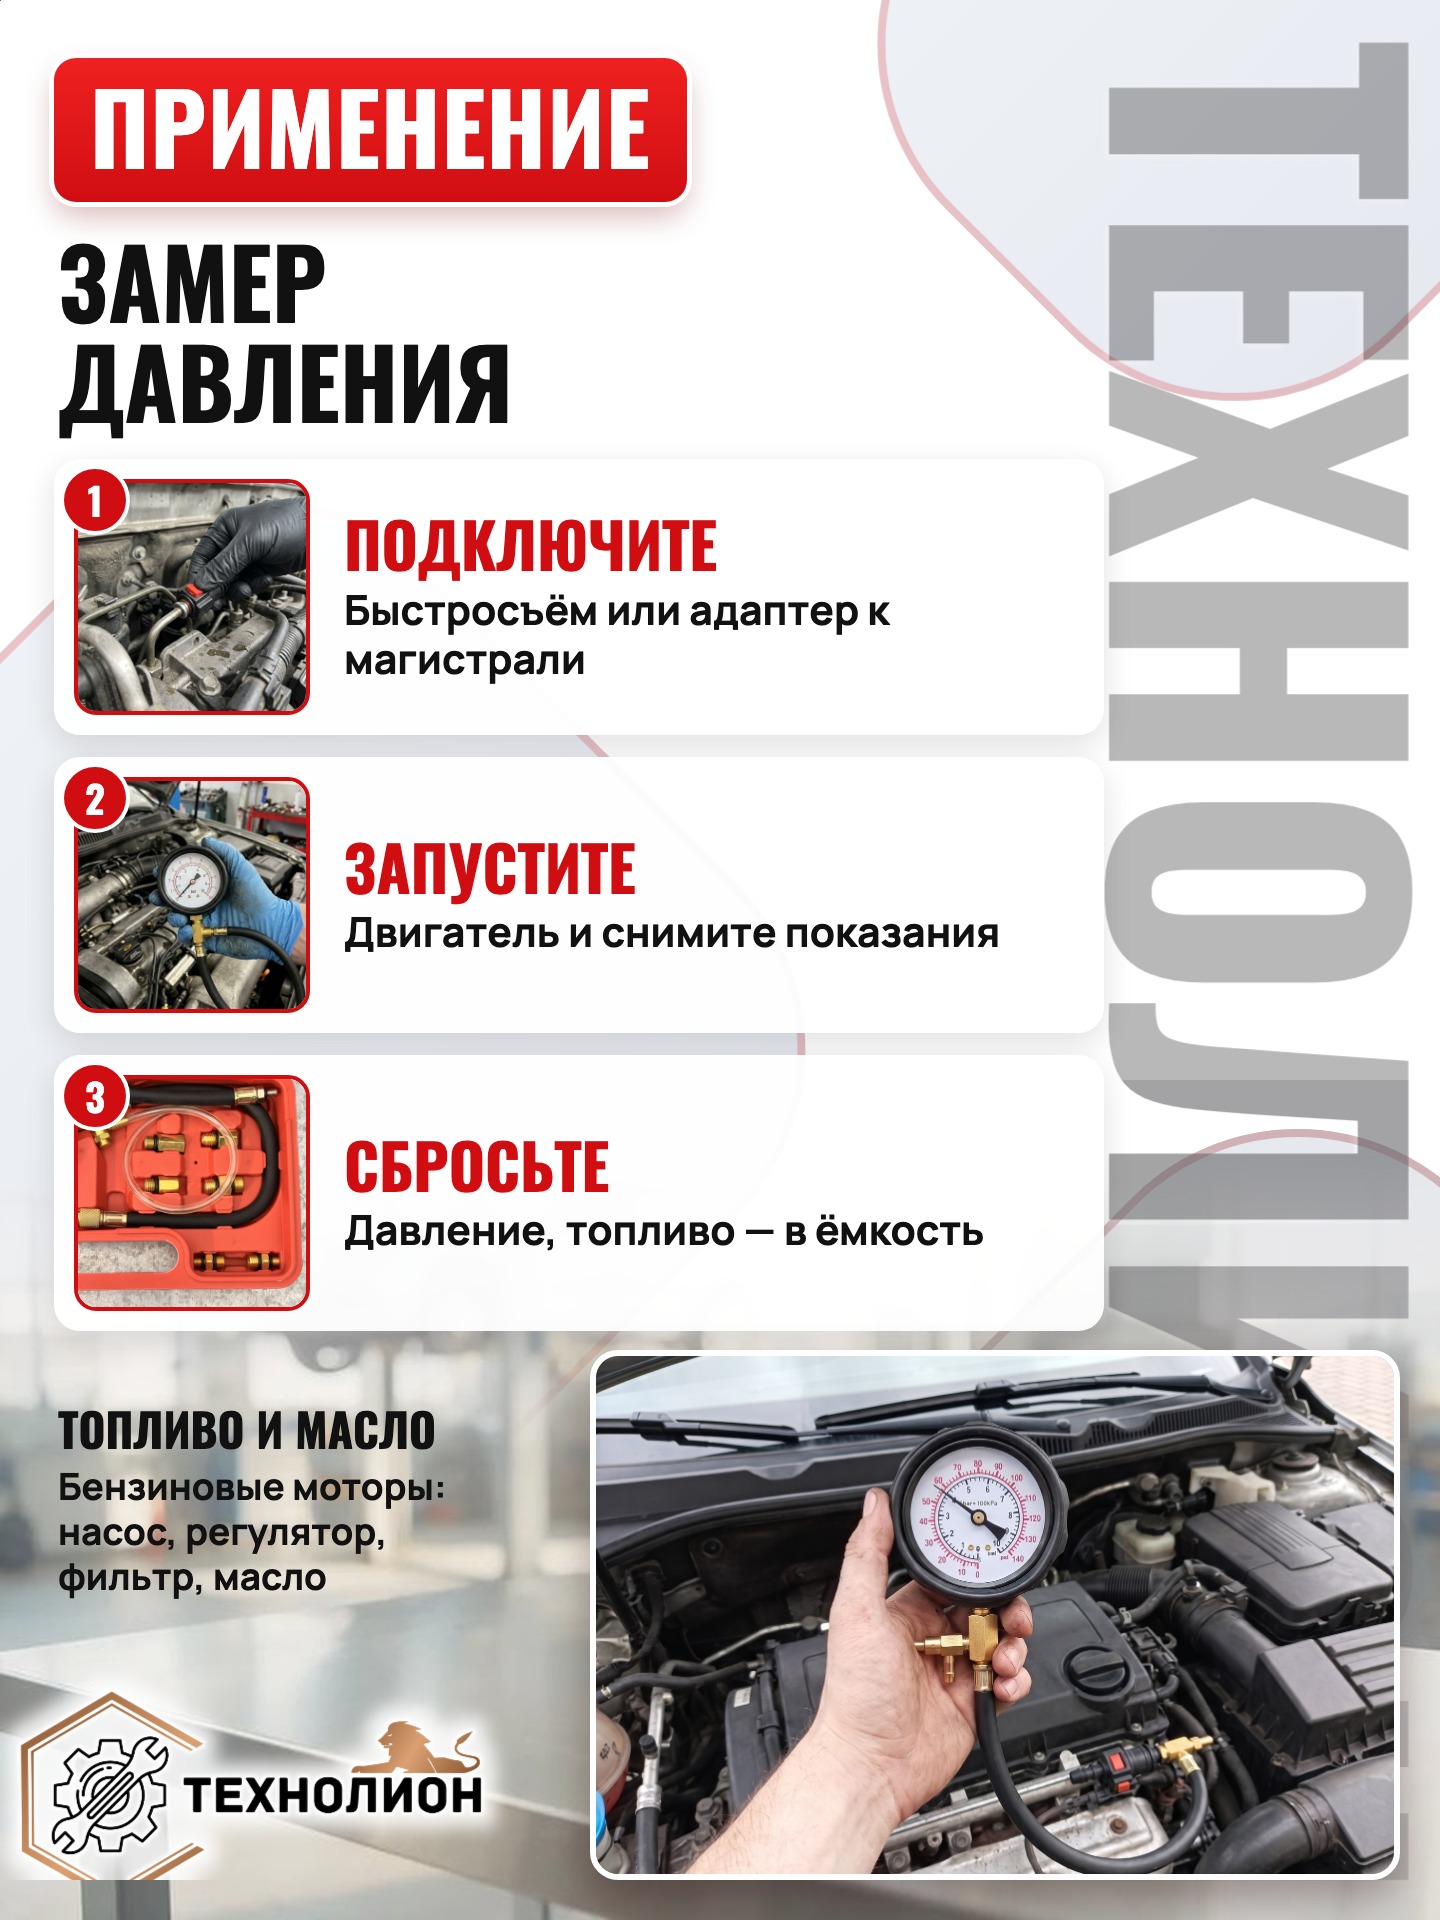 ПРИМЕНЕНИЕ
ЗАМЕР
ДАВЛЕНИЯ
1
ПОДКЛЮЧИТЕ
Быстросъём или адаптер к
магистрали
2
ЗАПУСТИТЕ
Двигатель и снимите показания
3
СБРОСЬТЕ
Давление, топливо — в ёмкость
ТОПЛИВО И МАСЛО
Бензиновые моторы:
насос, регулятор,
фильтр, масло
ТЕХНОЛИОН